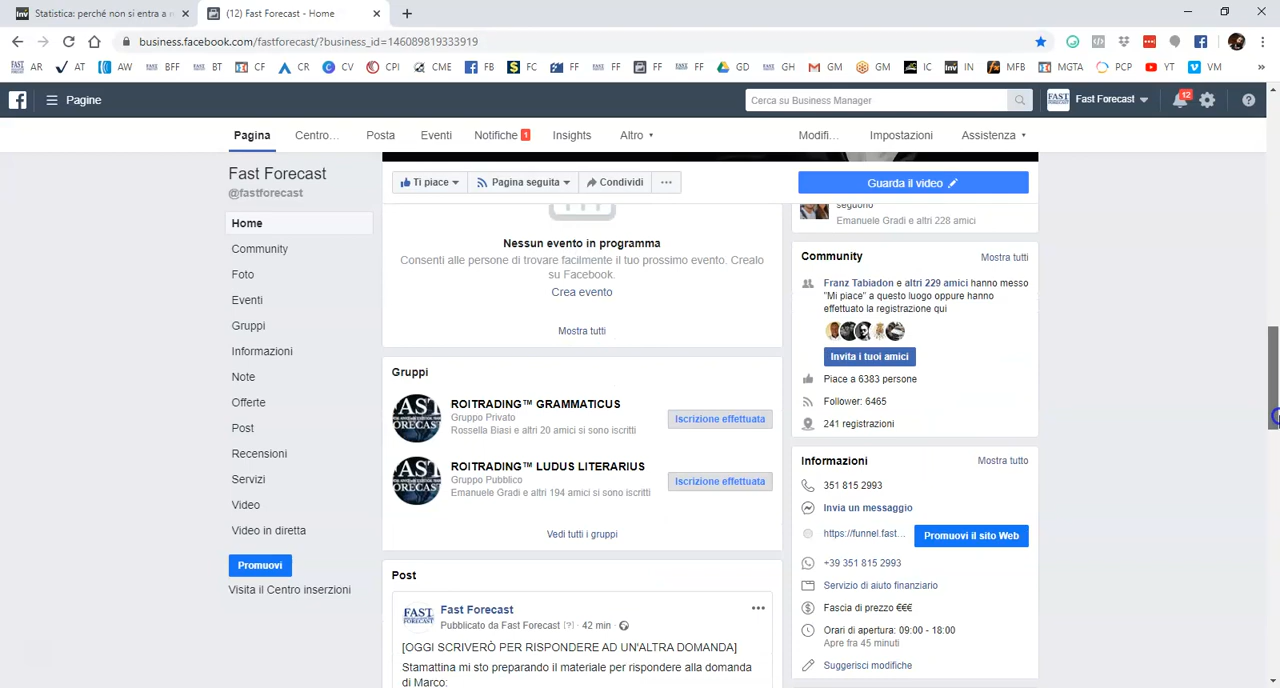 Statistica: perché non si entra a n
(12) Fast Forecast - Home
business.facebook.com/fastforecast/?business_id=146089819333919
AR AT AW BFF BT CF CR CV CPI CME FB FC FF FF FF FF GD GH GM GM IC IN MFB MGTA PCP YT VM »
Pagine
Cerca su Business Manager
Fast Forecast
12
Pagina Centro... Posta Eventi Notifiche 1 Insights Altro Modifi... Impostazioni Assistenza
Fast Forecast
@fastforecast
Home
Community
Foto
Eventi
Gruppi
Informazioni
Note
Offerte
Post
Recensioni
Servizi
Video
Video in diretta
Promuovi
Visita il Centro inserzioni
Ti piace Pagina seguita Condividi ...
Guarda il video
Nessun evento in programma
Consenti alle persone di trovare facilmente il tuo prossimo evento. Crealo
su Facebook.
Crea evento
Mostra tutti
Gruppi
ROITRADING™ GRAMMATICUS
Gruppo Privato
Rossella Biasi e altri 20 amici si sono iscritti
Iscrizione effettuata
ROITRADING™ LUDUS LITERARIUS
Gruppo Pubblico
Emanuele Gradi e altri 194 amici si sono iscritti
Iscrizione effettuata
Vedi tutti i gruppi
Post
FAST
FORECAST
Fast Forecast
Pubblicato da Fast Forecast [?] · 42 min ·
[OGGI SCRIVERÒ PER RISPONDERE AD UN'ALTRA DOMANDA]
Stamattina mi sto preparando il materiale per rispondere alla domanda
di Marco:
seguono
Emanuele Gradi e altri 228 amici
Community
Mostra tutti
Franz Tabiadon e altri 229 amici hanno messo
"Mi piace" a questo luogo oppure hanno
effettuato la registrazione qui
Invita i tuoi amici
Piace a 6383 persone
Follower: 6465
241 registrazioni
Informazioni
Mostra tutto
351 815 2993
Invia un messaggio
https://funnel.fast...
Promuovi il sito Web
+39 351 815 2993
Servizio di aiuto finanziario
Fascia di prezzo €€€
Orari di apertura: 09:00 - 18:00
Apre fra 45 minuti
Suggerisci modifiche